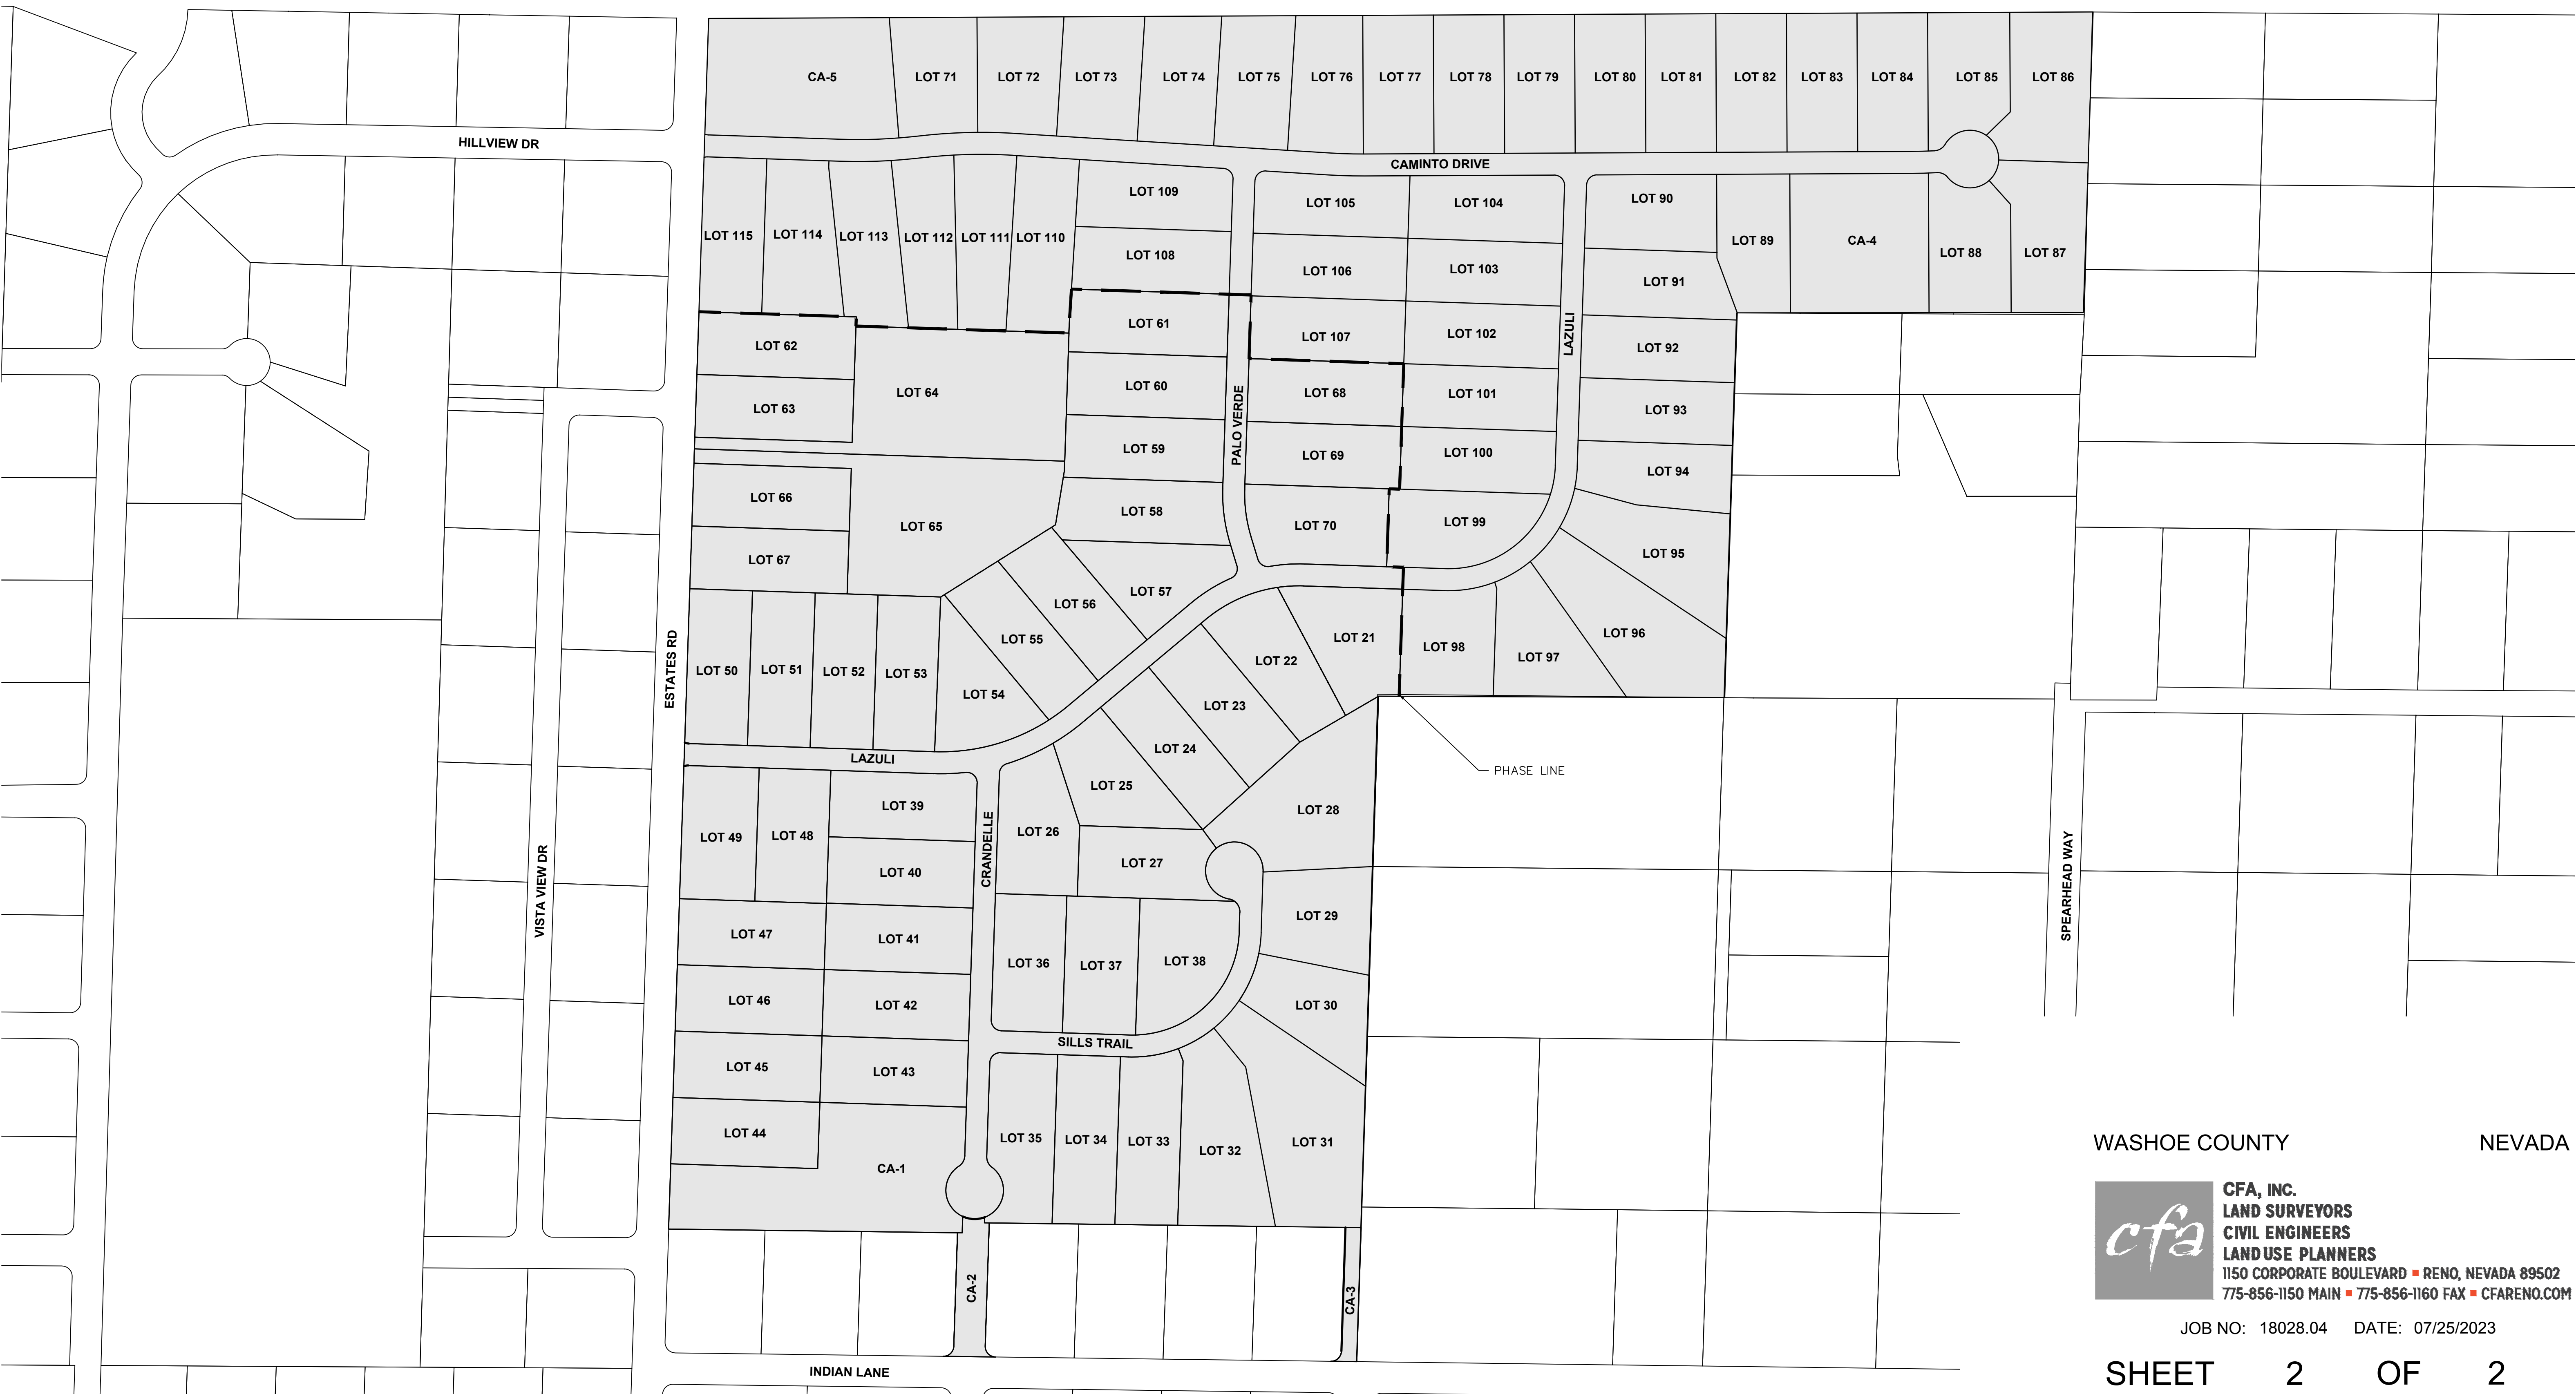 CA-5
LOT 71
LOT 72
LOT 73
LOT 74
LOT 75
LOT 76
LOT 77
LOT 78
LOT 79
LOT 80
LOT 81
LOT 82
LOT 83
LOT 84
LOT 85
LOT 86
HILLVIEW DR
CAMINTO DRIVE
LOT 109
LOT 105
LOT 104
LOT 90
LOT 115
LOT 114
LOT 113
LOT 112
LOT 111
LOT 110
LOT 108
LOT 106
LOT 103
LOT 91
LOT 89
CA-4
LOT 88
LOT 87
LOT 62
LOT 61
LOT 107
LOT 102
LAZULI
LOT 92
LOT 63
LOT 64
LOT 60
PALO VERDE
LOT 68
LOT 101
LOT 93
LOT 59
LOT 69
LOT 100
LOT 94
LOT 66
LOT 65
LOT 58
LOT 70
LOT 99
LOT 95
LOT 67
LOT 57
LOT 56
LOT 55
LOT 21
LOT 98
LOT 97
LOT 96
ESTATES RD
LOT 50
LOT 51
LOT 52
LOT 53
LOT 54
LOT 22
LOT 23
LOT 24
LAZULI
PHASE LINE
LOT 25
LOT 28
LOT 49
LOT 48
LOT 39
LOT 26
LOT 40
CRANDELLE
LOT 27
VISTA VIEW DR
SPEARHEAD WAY
LOT 47
LOT 41
LOT 29
LOT 36
LOT 37
LOT 38
LOT 46
LOT 42
LOT 30
SILLS TRAIL
LOT 45
LOT 43
LOT 44
CA-1
LOT 35
LOT 34
LOT 33
LOT 32
LOT 31
CA-2
CA-3
INDIAN LANE
WASHOE COUNTY NEVADA
cfa
CFA, INC.
LAND SURVEYORS
CIVIL ENGINEERS
LAND USE PLANNERS
1150 CORPORATE BOULEVARD ▪ RENO, NEVADA 89502
775-856-1150 MAIN ▪ 775-856-1160 FAX ▪ CFARENO.COM
JOB NO: 18028.04 DATE: 07/25/2023
SHEET 2 OF 2